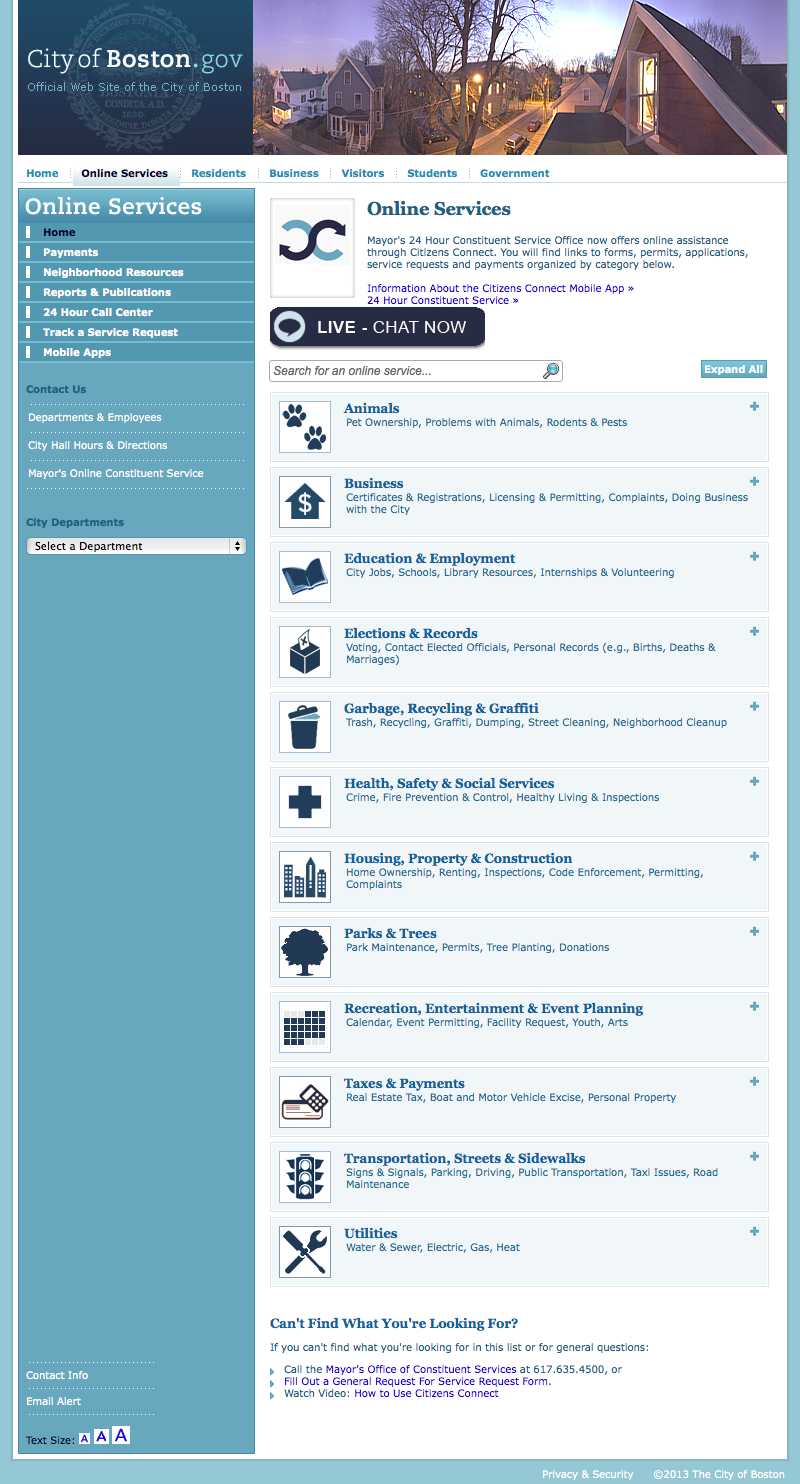 City of Boston.gov
Official Web Site of the City of Boston
Home
Online Services
Residents
Business
Visitors
Students
Government
Online Services
Home
Payments
Neighborhood Resources
Reports & Publications
24 Hour Call Center
Track a Service Request
Mobile Apps
Contact Us
Departments & Employees
City Hall Hours & Directions
Mayor's Online Constituent Service
City Departments
Select a Department
Contact Info
Email Alert
Text Size: A A A
Online Services
Mayor's 24 Hour Constituent Service Office now offers online assistance
through Citizens Connect. You will find links to forms, permits, applications,
service requests and payments organized by category below.
Information About the Citizens Connect Mobile App »
24 Hour Constituent Service »
LIVE - CHAT NOW
Search for an online service...
Expand All
Animals
Pet Ownership, Problems with Animals, Rodents & Pests
Business
Certificates & Registrations, Licensing & Permitting, Complaints, Doing Business
with the City
Education & Employment
City Jobs, Schools, Library Resources, Internships & Volunteering
Elections & Records
Voting, Contact Elected Officials, Personal Records (e.g., Births, Deaths &
Marriages)
Garbage, Recycling & Graffiti
Trash, Recycling, Graffiti, Dumping, Street Cleaning, Neighborhood Cleanup
Health, Safety & Social Services
Crime, Fire Prevention & Control, Healthy Living & Inspections
Housing, Property & Construction
Home Ownership, Renting, Inspections, Code Enforcement, Permitting,
Complaints
Parks & Trees
Park Maintenance, Permits, Tree Planting, Donations
Recreation, Entertainment & Event Planning
Calendar, Event Permitting, Facility Request, Youth, Arts
Taxes & Payments
Real Estate Tax, Boat and Motor Vehicle Excise, Personal Property
Transportation, Streets & Sidewalks
Signs & Signals, Parking, Driving, Public Transportation, Taxi Issues, Road
Maintenance
Utilities
Water & Sewer, Electric, Gas, Heat
Can't Find What You're Looking For?
If you can't find what you're looking for in this list or for general questions:
Call the Mayor's Office of Constituent Services at 617.635.4500, or
Fill Out a General Request For Service Request Form.
Watch Video: How to Use Citizens Connect
Privacy & Security
©2013 The City of Boston